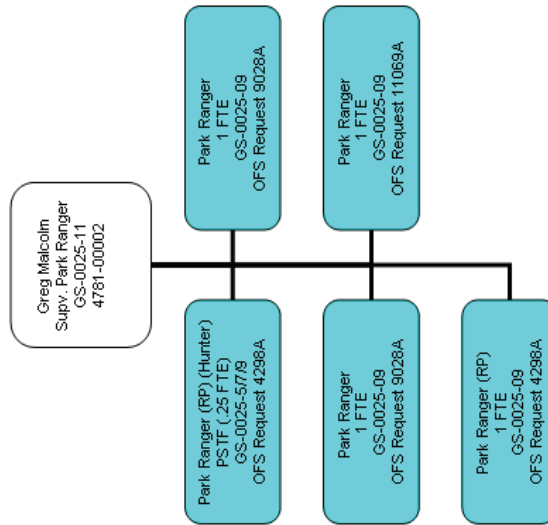 Greg Malcolm
Supv. Park Ranger
GS-0025-11
4781-00002
Park Ranger (RP) (Hunter)
PSTF (.25 FTE)
GS-0025-5/7/9
OFS Request 4298A
Park Ranger
1 FTE
GS-0025-09
OFS Request 9028A
Park Ranger
1 FTE
GS-0025-09
OFS Request 9028A
Park Ranger
1 FTE
GS-0025-09
OFS Request 11069A
Park Ranger (RP)
1 FTE
GS-0025-09
OFS Request 4298A